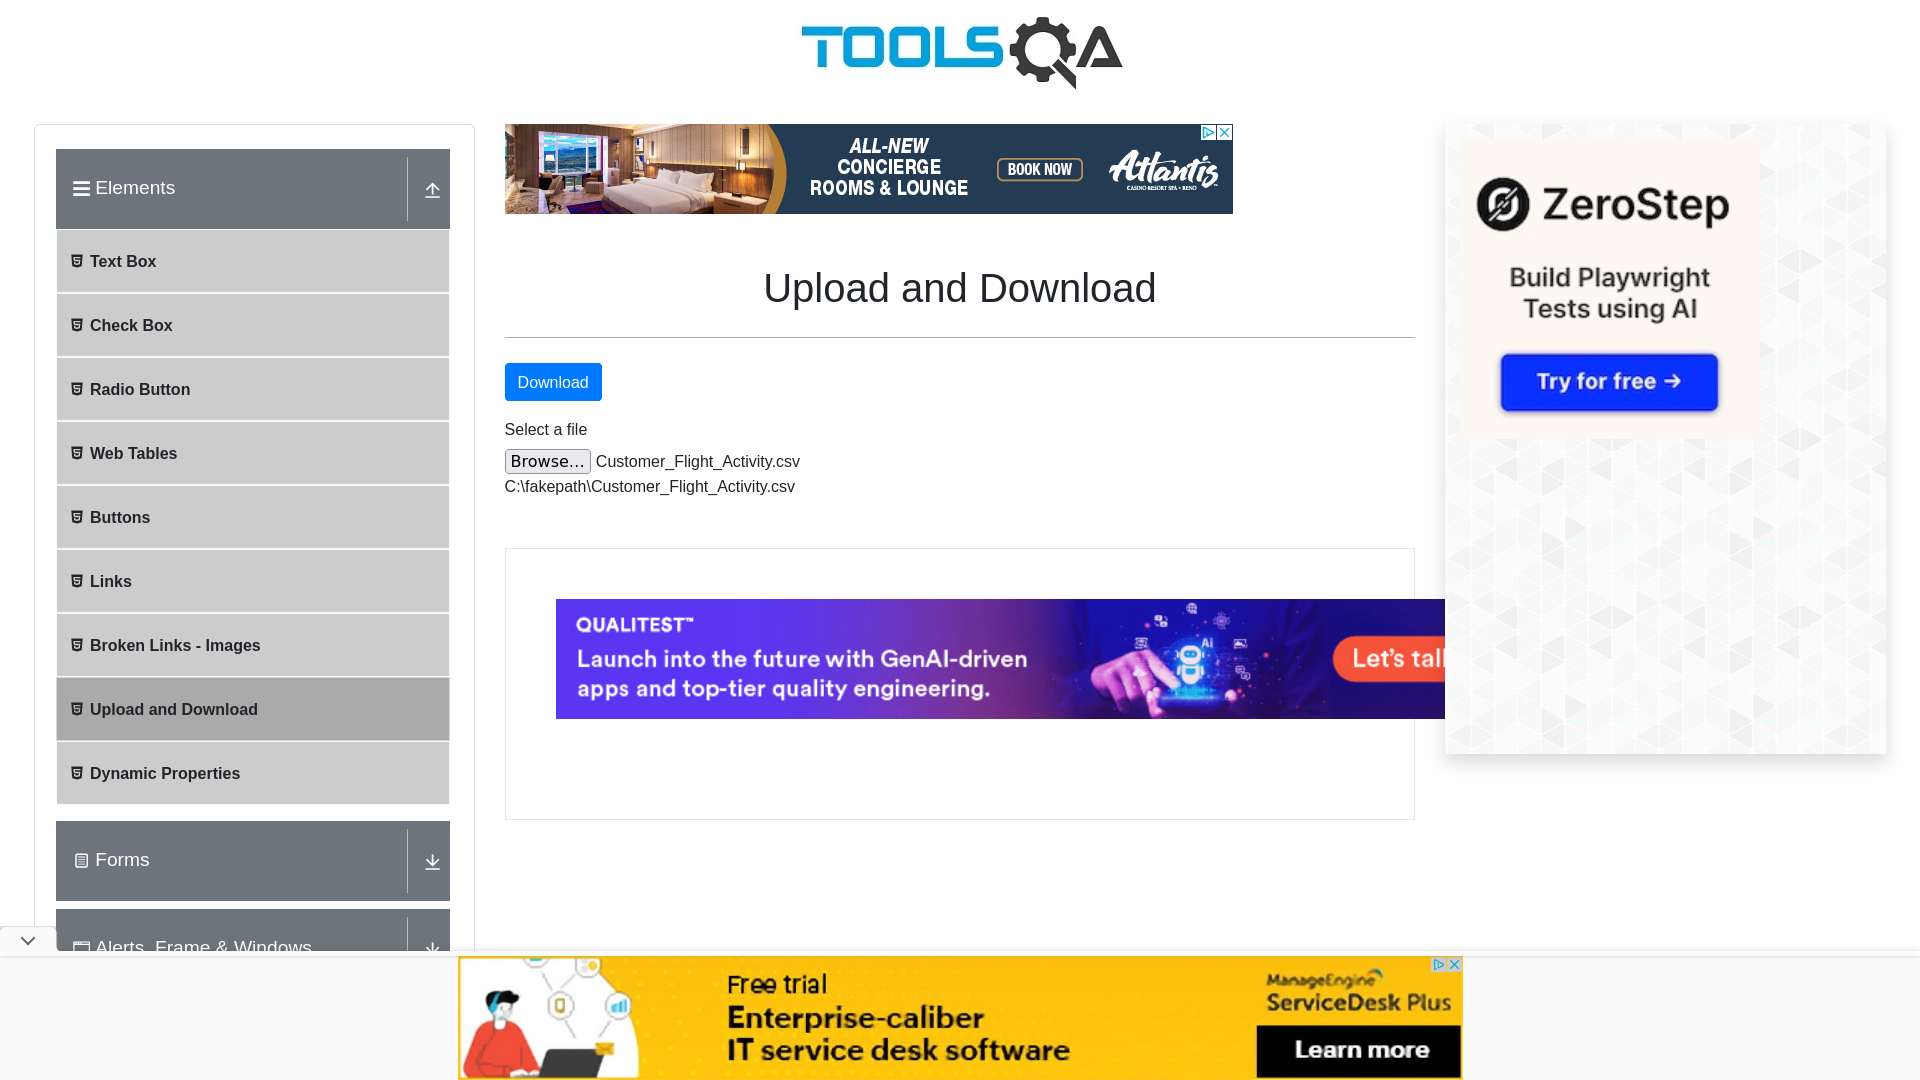 TOOLSQA
Elements
Text Box
Check Box
Radio Button
Web Tables
Buttons
Links
Broken Links - Images
Upload and Download
Dynamic Properties
Forms
Alerts, Frame & Windows
ALL-NEW
CONCIERGE
ROOMS & LOUNGE
BOOK NOW
Atlantis
CASINO RESORT SPA • RENO
Upload and Download
Download
Select a file
Browse... Customer_Flight_Activity.csv
C:\fakepath\Customer_Flight_Activity.csv
QUALITEST™
Launch into the future with GenAI-driven
apps and top-tier quality engineering.
Ai
Let's tal
ZeroStep
Build Playwright
Tests using AI
Try for free →
Free trial
Enterprise-caliber
IT service desk software
ManageEngine
ServiceDesk Plus
Learn more